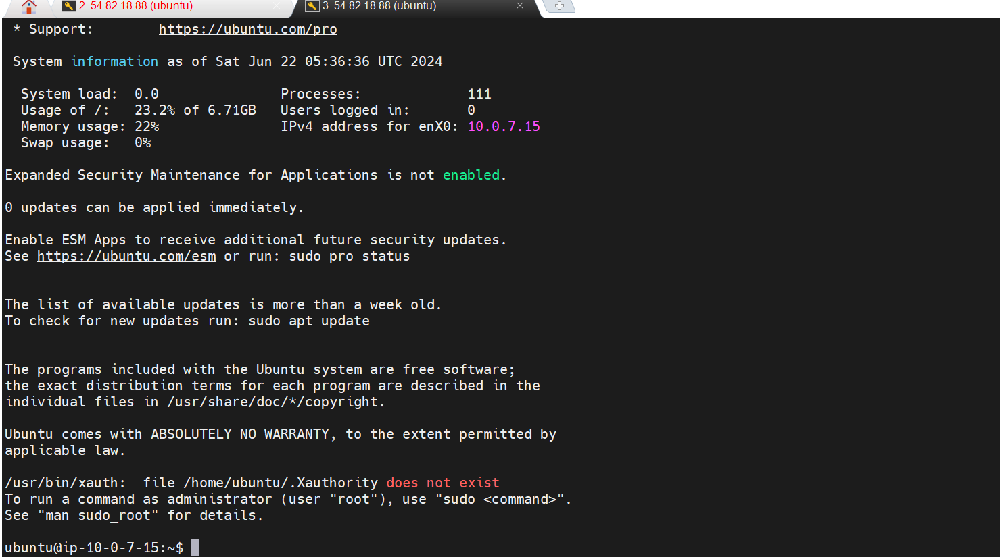 2. 54.82.18.88 (ubuntu)
3. 54.82.18.88 (ubuntu)
* Support: https://ubuntu.com/pro
System information as of Sat Jun 22 05:36:36 UTC 2024
System load: 0.0 Processes: 111
Usage of /: 23.2% of 6.71GB Users logged in: 0
Memory usage: 22% IPv4 address for enX0: 10.0.7.15
Swap usage: 0%
Expanded Security Maintenance for Applications is not enabled.
0 updates can be applied immediately.
Enable ESM Apps to receive additional future security updates.
See https://ubuntu.com/esm or run: sudo pro status
The list of available updates is more than a week old.
To check for new updates run: sudo apt update
The programs included with the Ubuntu system are free software;
the exact distribution terms for each program are described in the
individual files in /usr/share/doc/*/copyright.
Ubuntu comes with ABSOLUTELY NO WARRANTY, to the extent permitted by
applicable law.
/usr/bin/xauth:  file /home/ubuntu/.Xauthority does not exist
To run a command as administrator (user "root"), use "sudo <command>".
See "man sudo_root" for details.
ubuntu@ip-10-0-7-15:~$